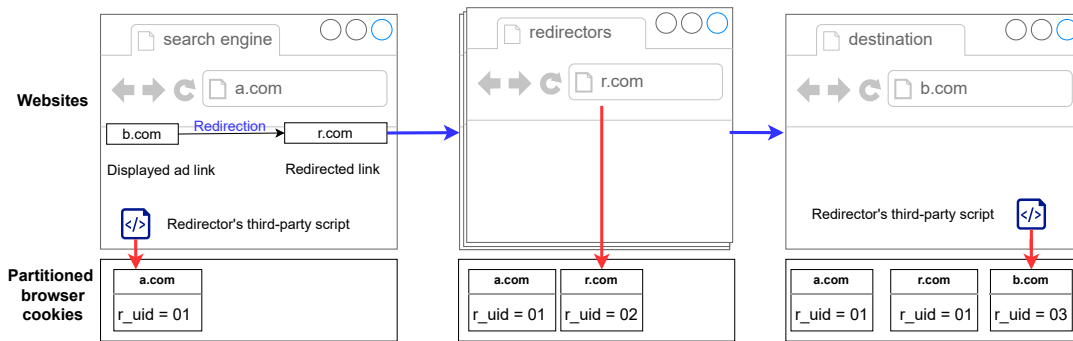 search engine
redirectors
destination
Websites
a.com
r.com
b.com
b.com
Redirection
r.com
Displayed ad link
Redirected link
Redirector's third-party script
</>
Redirector's third-party script
</>
Partitioned
browser
cookies
a.com
r_uid = 01
a.com
r_uid = 01
r.com
r_uid = 02
a.com
r_uid = 01
r.com
r_uid = 01
b.com
r_uid = 03